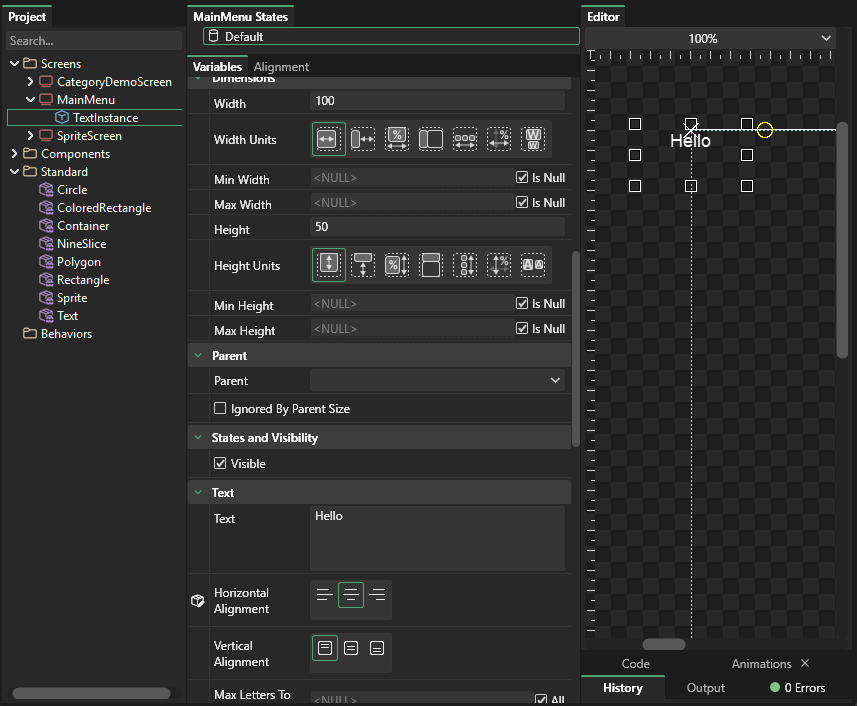 Project
Search...
Screens
CategoryDemoScreen
MainMenu
TextInstance
SpriteScreen
Components
Standard
Circle
ColoredRectangle
Container
NineSlice
Polygon
Rectangle
Sprite
Text
Behaviors
MainMenu States
Default
Variables Alignment
Dimensions
Width 100
Width Units
Min Width <NULL> Is Null
Max Width <NULL> Is Null
Height 50
Height Units
Min Height <NULL> Is Null
Max Height <NULL> Is Null
Parent
Parent
Ignored By Parent Size
States and Visibility
Visible
Text
Text Hello
Horizontal
Alignment
Vertical
Alignment
Max Letters To <NULL> All
Editor
100%
Hello
Code Animations
History Output 0 Errors